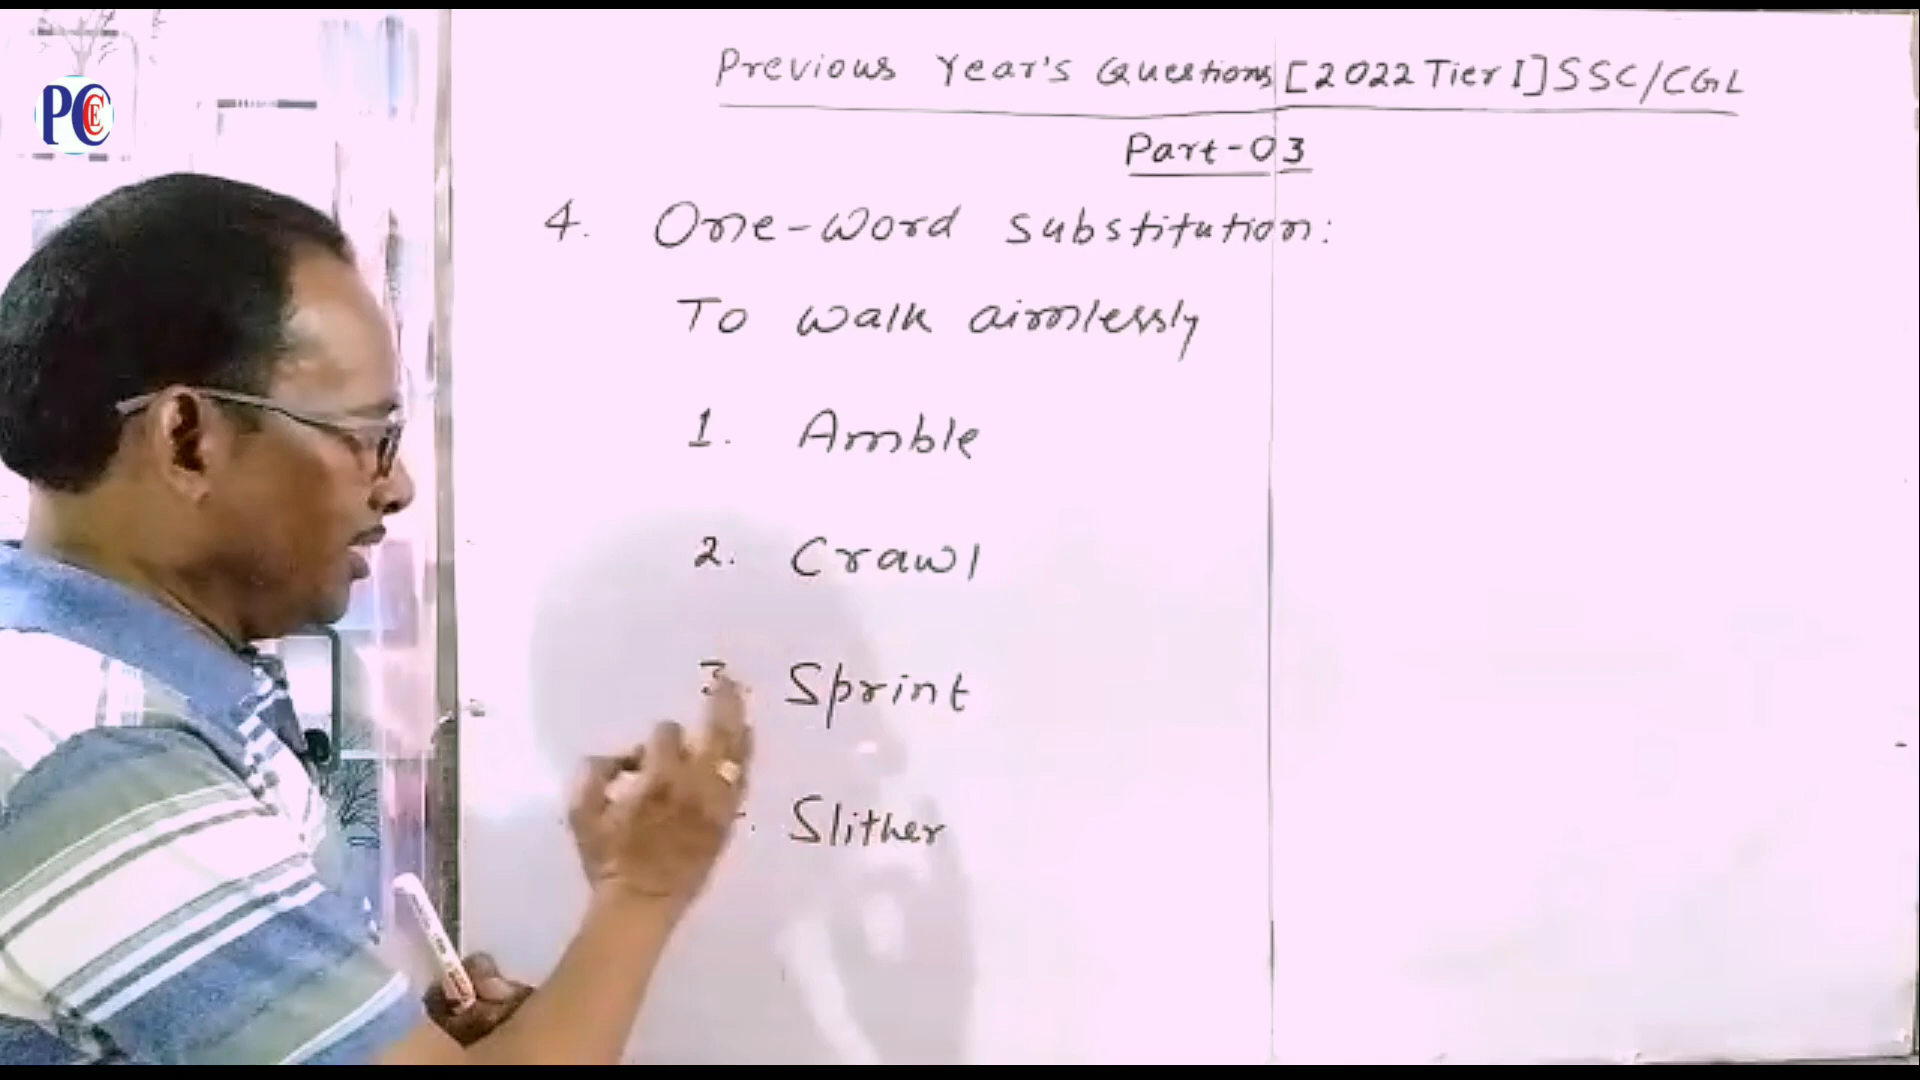 PCCE
Previous Year's Questions [2022 Tier I] SSC/CGL
Part-03
4. One-word substitution:
To walk aimlessly
1. Amble
2. Crawl
3. Sprint
Slither